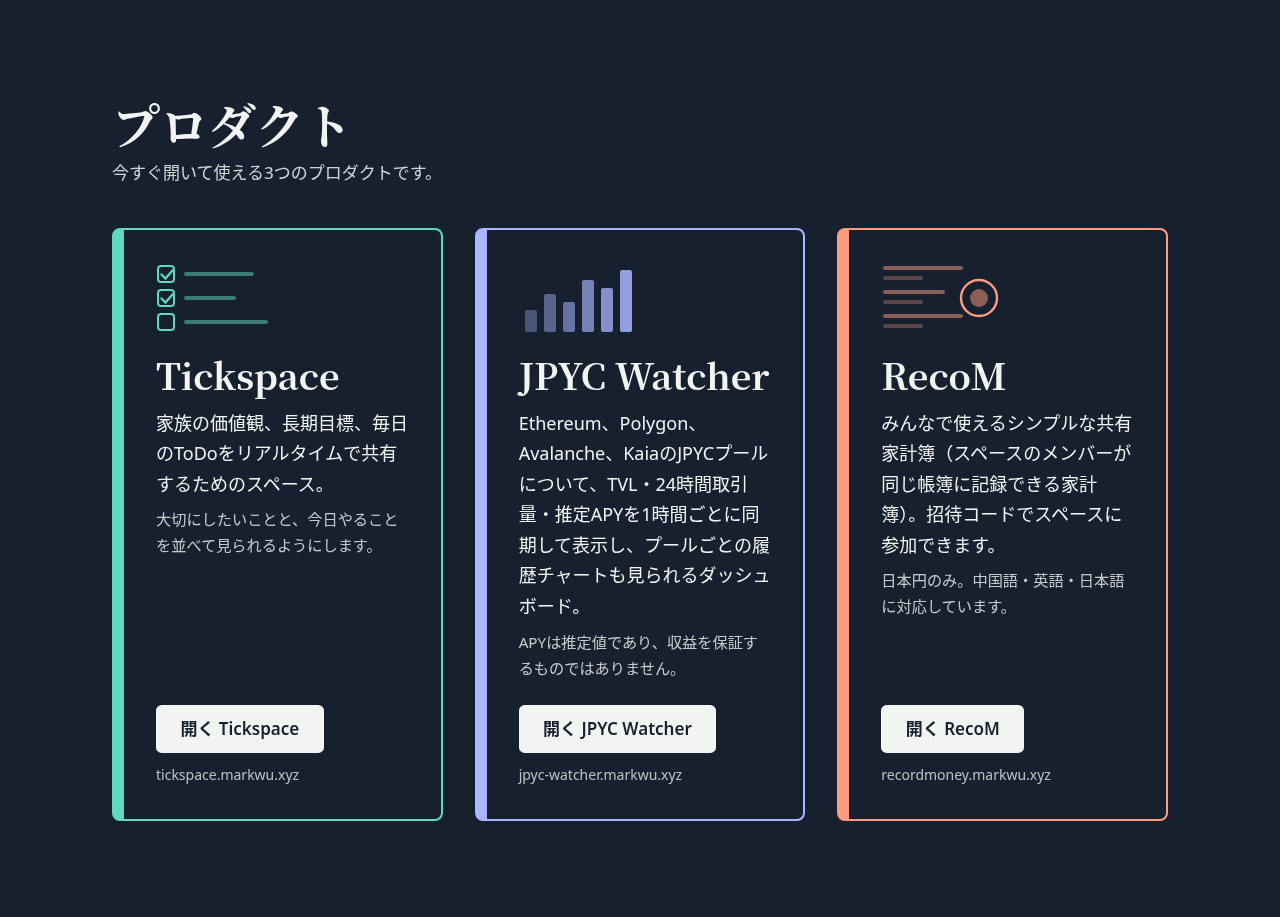 プロダクト
今すぐ開いて使える3つのプロダクトです。
Tickspace
家族の価値観、長期目標、毎日
のToDoをリアルタイムで共有
するためのスペース。
大切にしたいことと、今日やること
を並べて見られるようにします。
開く Tickspace
tickspace.markwu.xyz
JPYC Watcher
Ethereum、Polygon、
Avalanche、KaiaのJPYCプール
について、TVL・24時間取引
量・推定APYを1時間ごとに同
期して表示し、プールごとの履
歴チャートも見られるダッシュ
ボード。
APYは推定値であり、収益を保証す
るものではありません。
開く JPYC Watcher
jpyc-watcher.markwu.xyz
RecoM
みんなで使えるシンプルな共有
家計簿（スペースのメンバーが
同じ帳簿に記録できる家計
簿）。招待コードでスペースに
参加できます。
日本円のみ。中国語・英語・日本語
に対応しています。
開く RecoM
recordmoney.markwu.xyz